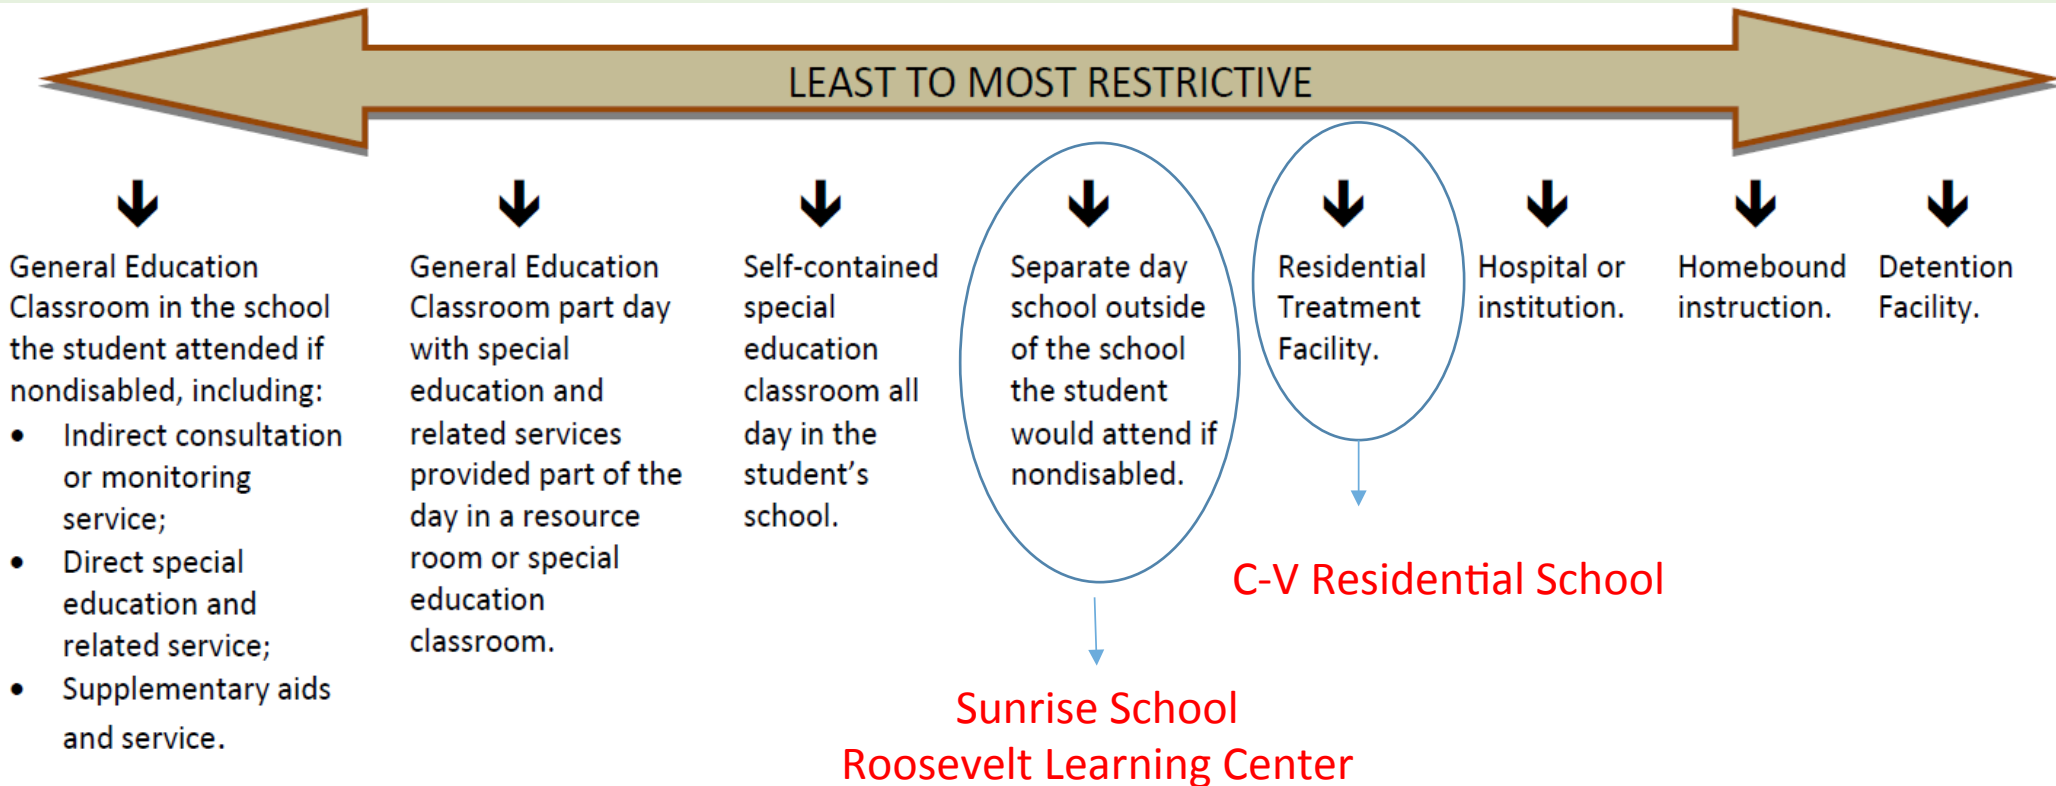 LEAST TO MOST RESTRICTIVE
General Education
Classroom in the school
the student attended if
nondisabled, including:
• Indirect consultation
or monitoring
service;
• Direct special
education and
related service;
• Supplementary aids
and service.
General Education
Classroom part day
with special
education and
related services
provided part of the
day in a resource
room or special
education
classroom.
Self-contained
special
education
classroom all
day in the
student’s
school.
Separate day
school outside
of the school
the student
would attend if
nondisabled.
Residential
Treatment
Facility.
Hospital or
institution.
Homebound
instruction.
Detention
Facility.
C-V Residential School
Sunrise School
Roosevelt Learning Center